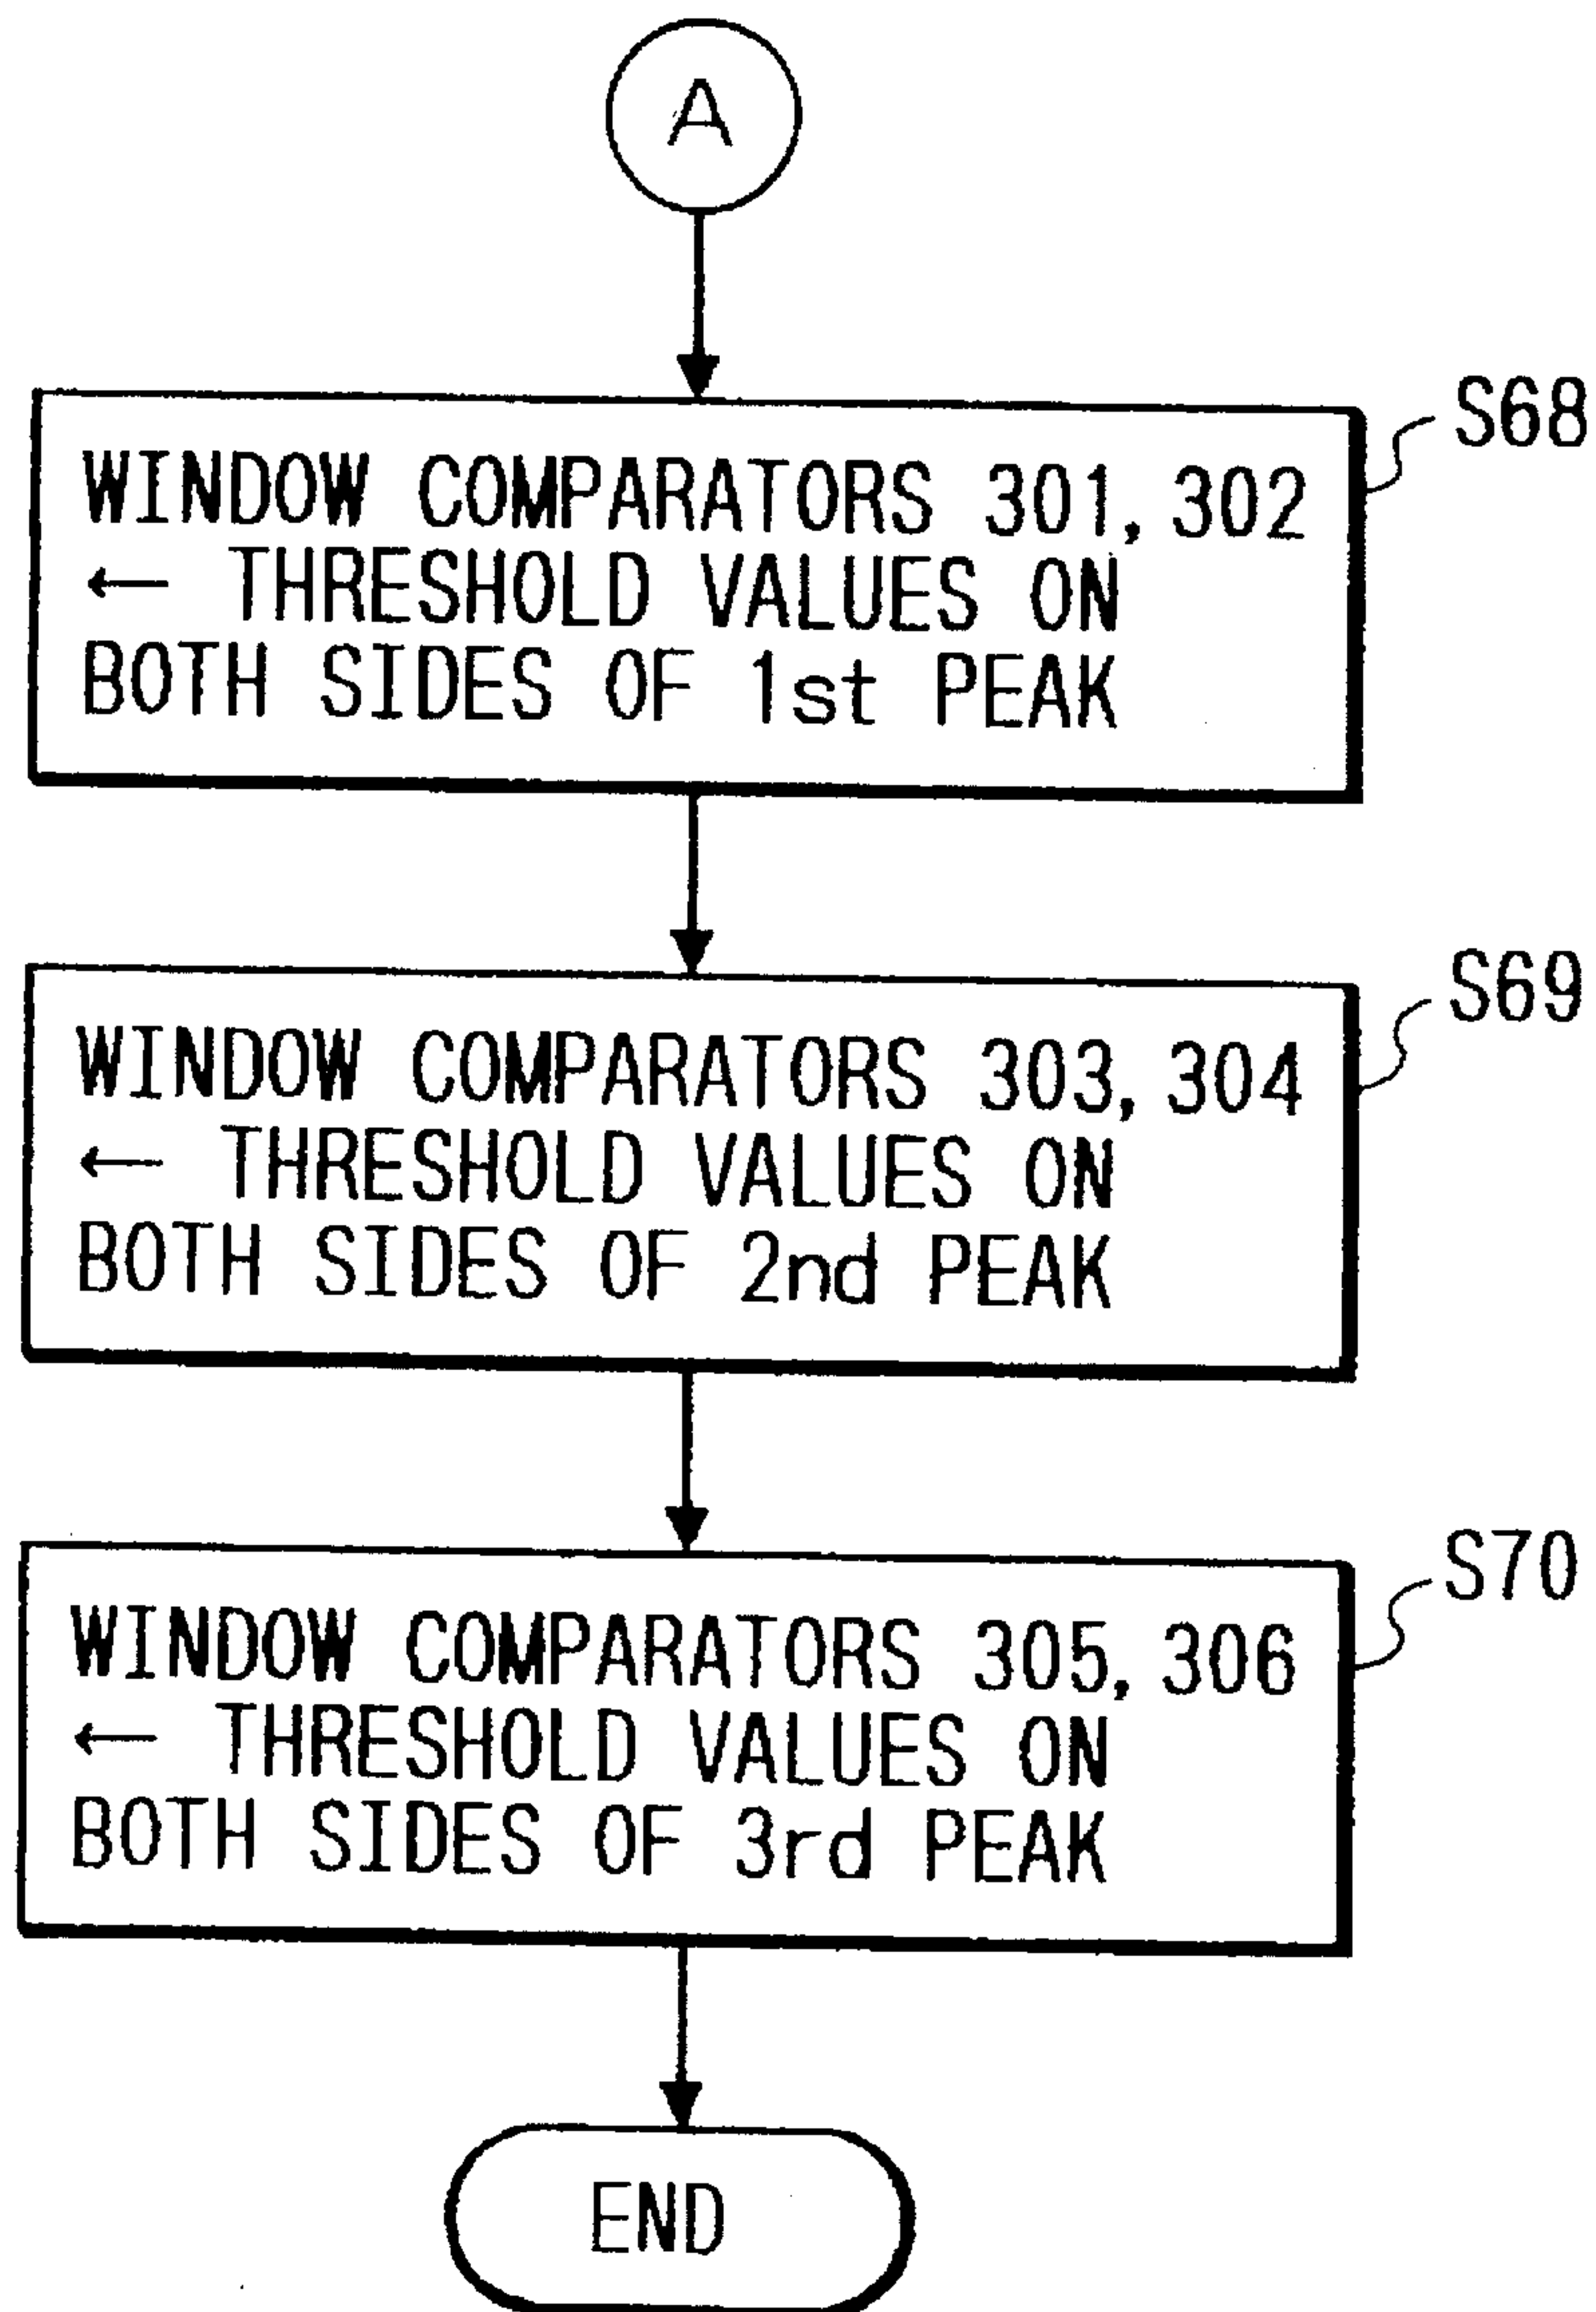 A
S68
WINDOW COMPARATORS 301, 302
← THRESHOLD VALUES ON
BOTH SIDES OF 1st PEAK
S69
WINDOW COMPARATORS 303, 304
← THRESHOLD VALUES ON
BOTH SIDES OF 2nd PEAK
S70
WINDOW COMPARATORS 305, 306
← THRESHOLD VALUES ON
BOTH SIDES OF 3rd PEAK
END